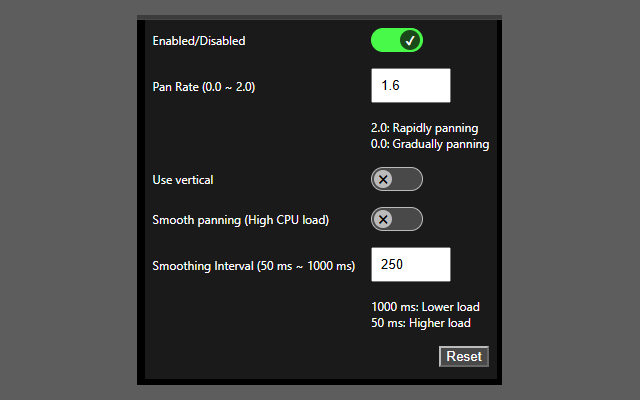 Enabled/Disabled
Pan Rate (0.0 ~ 2.0)
1.6
2.0: Rapidly panning
0.0: Gradually panning
Use vertical
Smooth panning (High CPU load)
Smoothing Interval (50 ms ~ 1000 ms)
250
1000 ms: Lower load
50 ms: Higher load
Reset